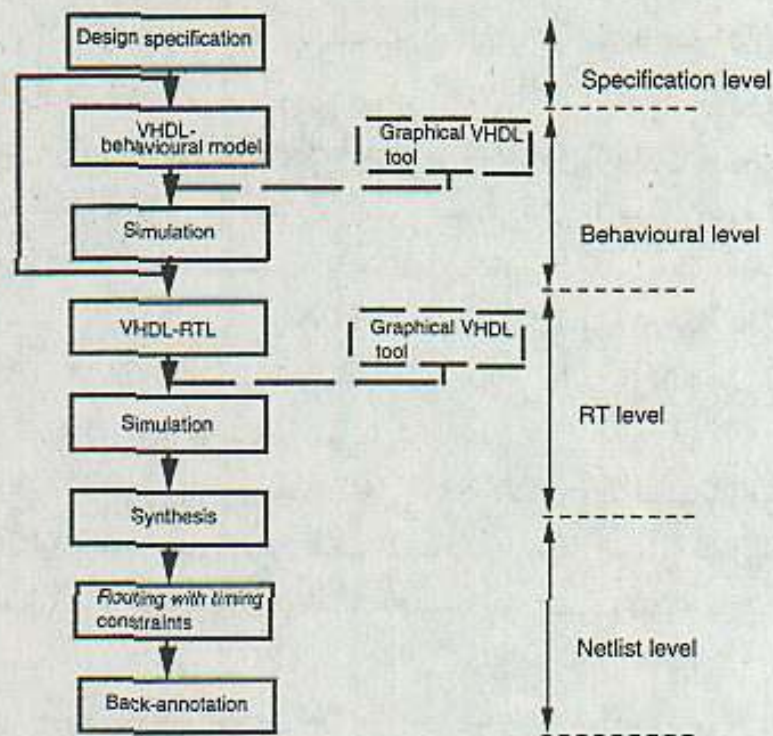 Design specification
Specification level
VHDL-
behavioural model
Graphical VHDL
tool
Simulation
Behavioural level
VHDL-RTL
Graphical VHDL
tool
Simulation
RT level
Synthesis
Routing with timing
constraints
Netlist level
Back-annotation